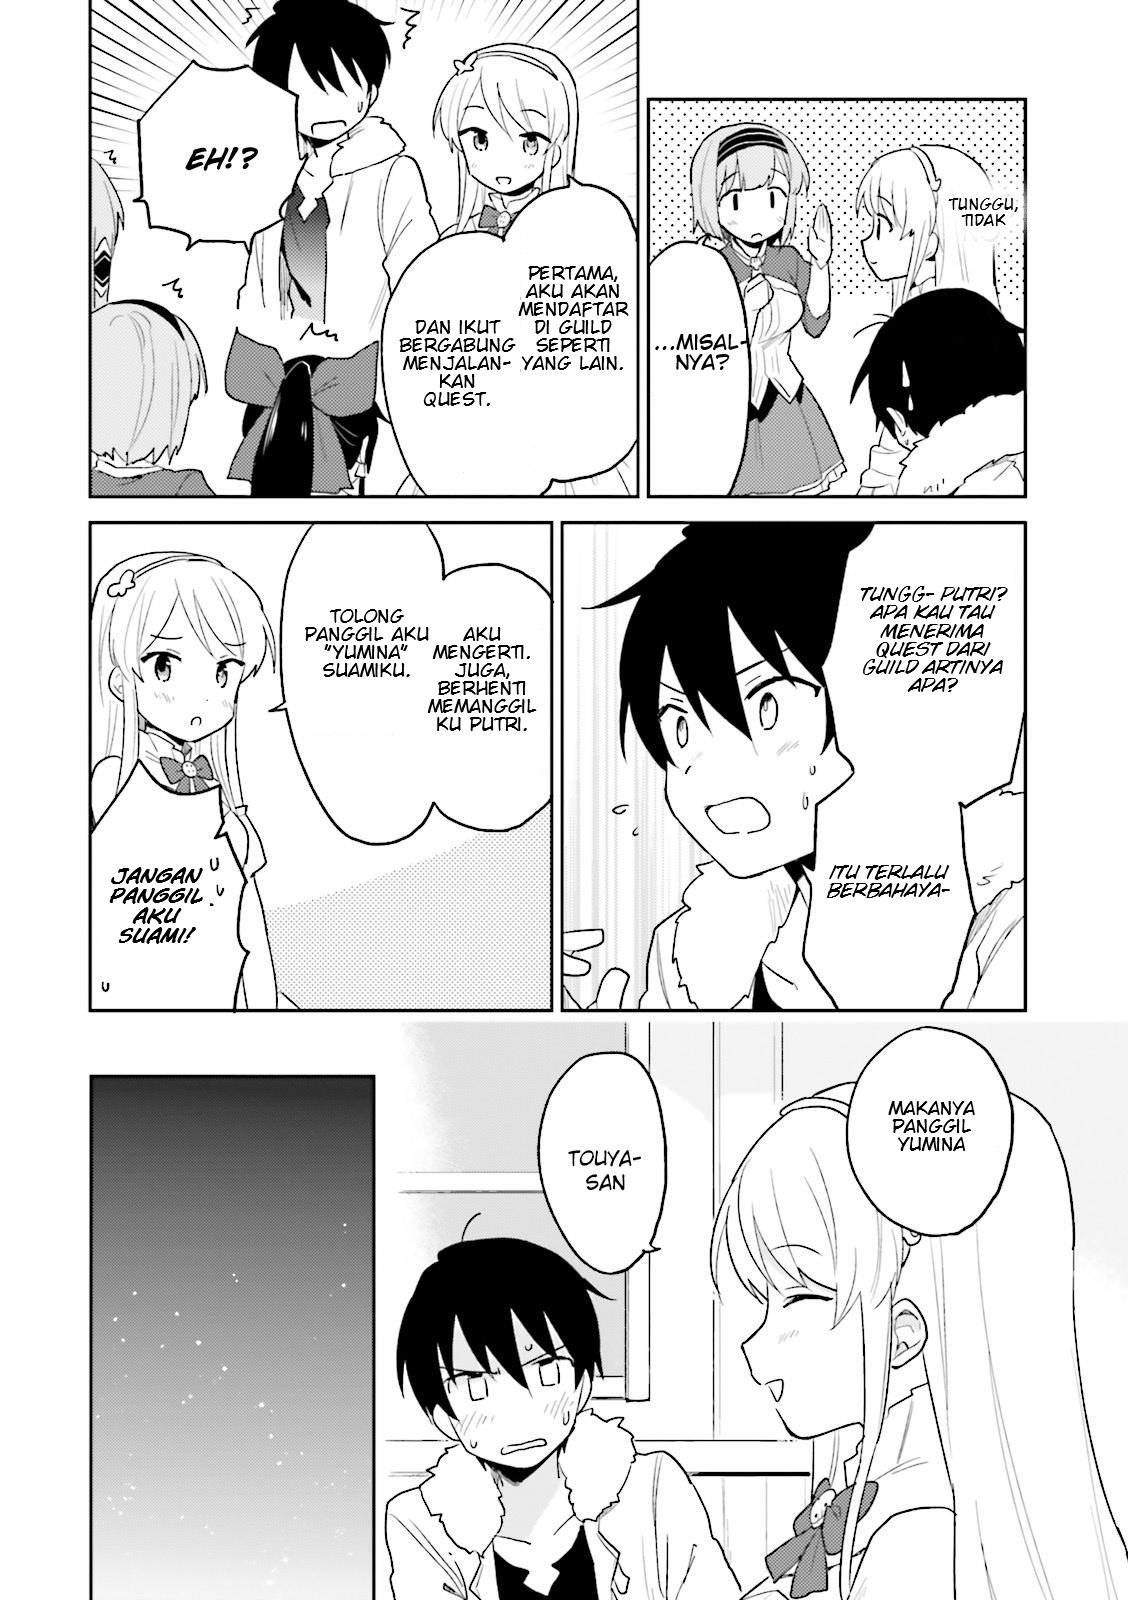 TUNGGU,
TIDAK
...MISAL-
NYA?
PERTAMA,
AKU AKAN
MENDAFTAR
DI GUILD
SEPERTI
YANG LAIN.
DAN IKUT
BERGABUNG
MENJALAN-
KAN
QUEST.
EH!?
TUNGG- PUTRI?
APA KAU TAU
MENERIMA
QUEST DARI
GUILD ARTINYA
APA?
ITU TERLALU
BERBAHAYA-
AKU
MENGERTI.
JUGA,
BERHENTI
MEMANGGIL
KU PUTRI.
TOLONG
PANGGIL AKU
"YUMINA"
SUAMIKU.
JANGAN
PANGGIL
AKU
SUAMI!
MAKANYA
PANGGIL
YUMINA
TOUYA-
SAN